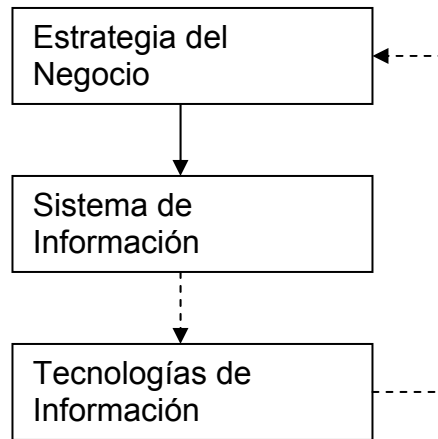 Estrategia del
Negocio
Sistema de
Información
Tecnologías de
Información